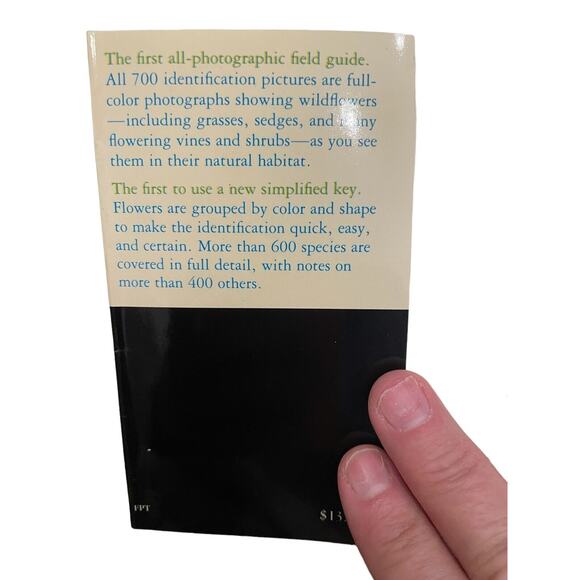 The first all-photographic field guide.
All 700 identification pictures are full-
color photographs showing wildflowers
—including grasses, sedges, and many
flowering vines and shrubs—as you see
them in their natural habitat.
The first to use a new simplified key.
Flowers are grouped by color and shape
to make the identification quick, easy,
and certain. More than 600 species are
covered in full detail, with notes on
more than 400 others.
FPT